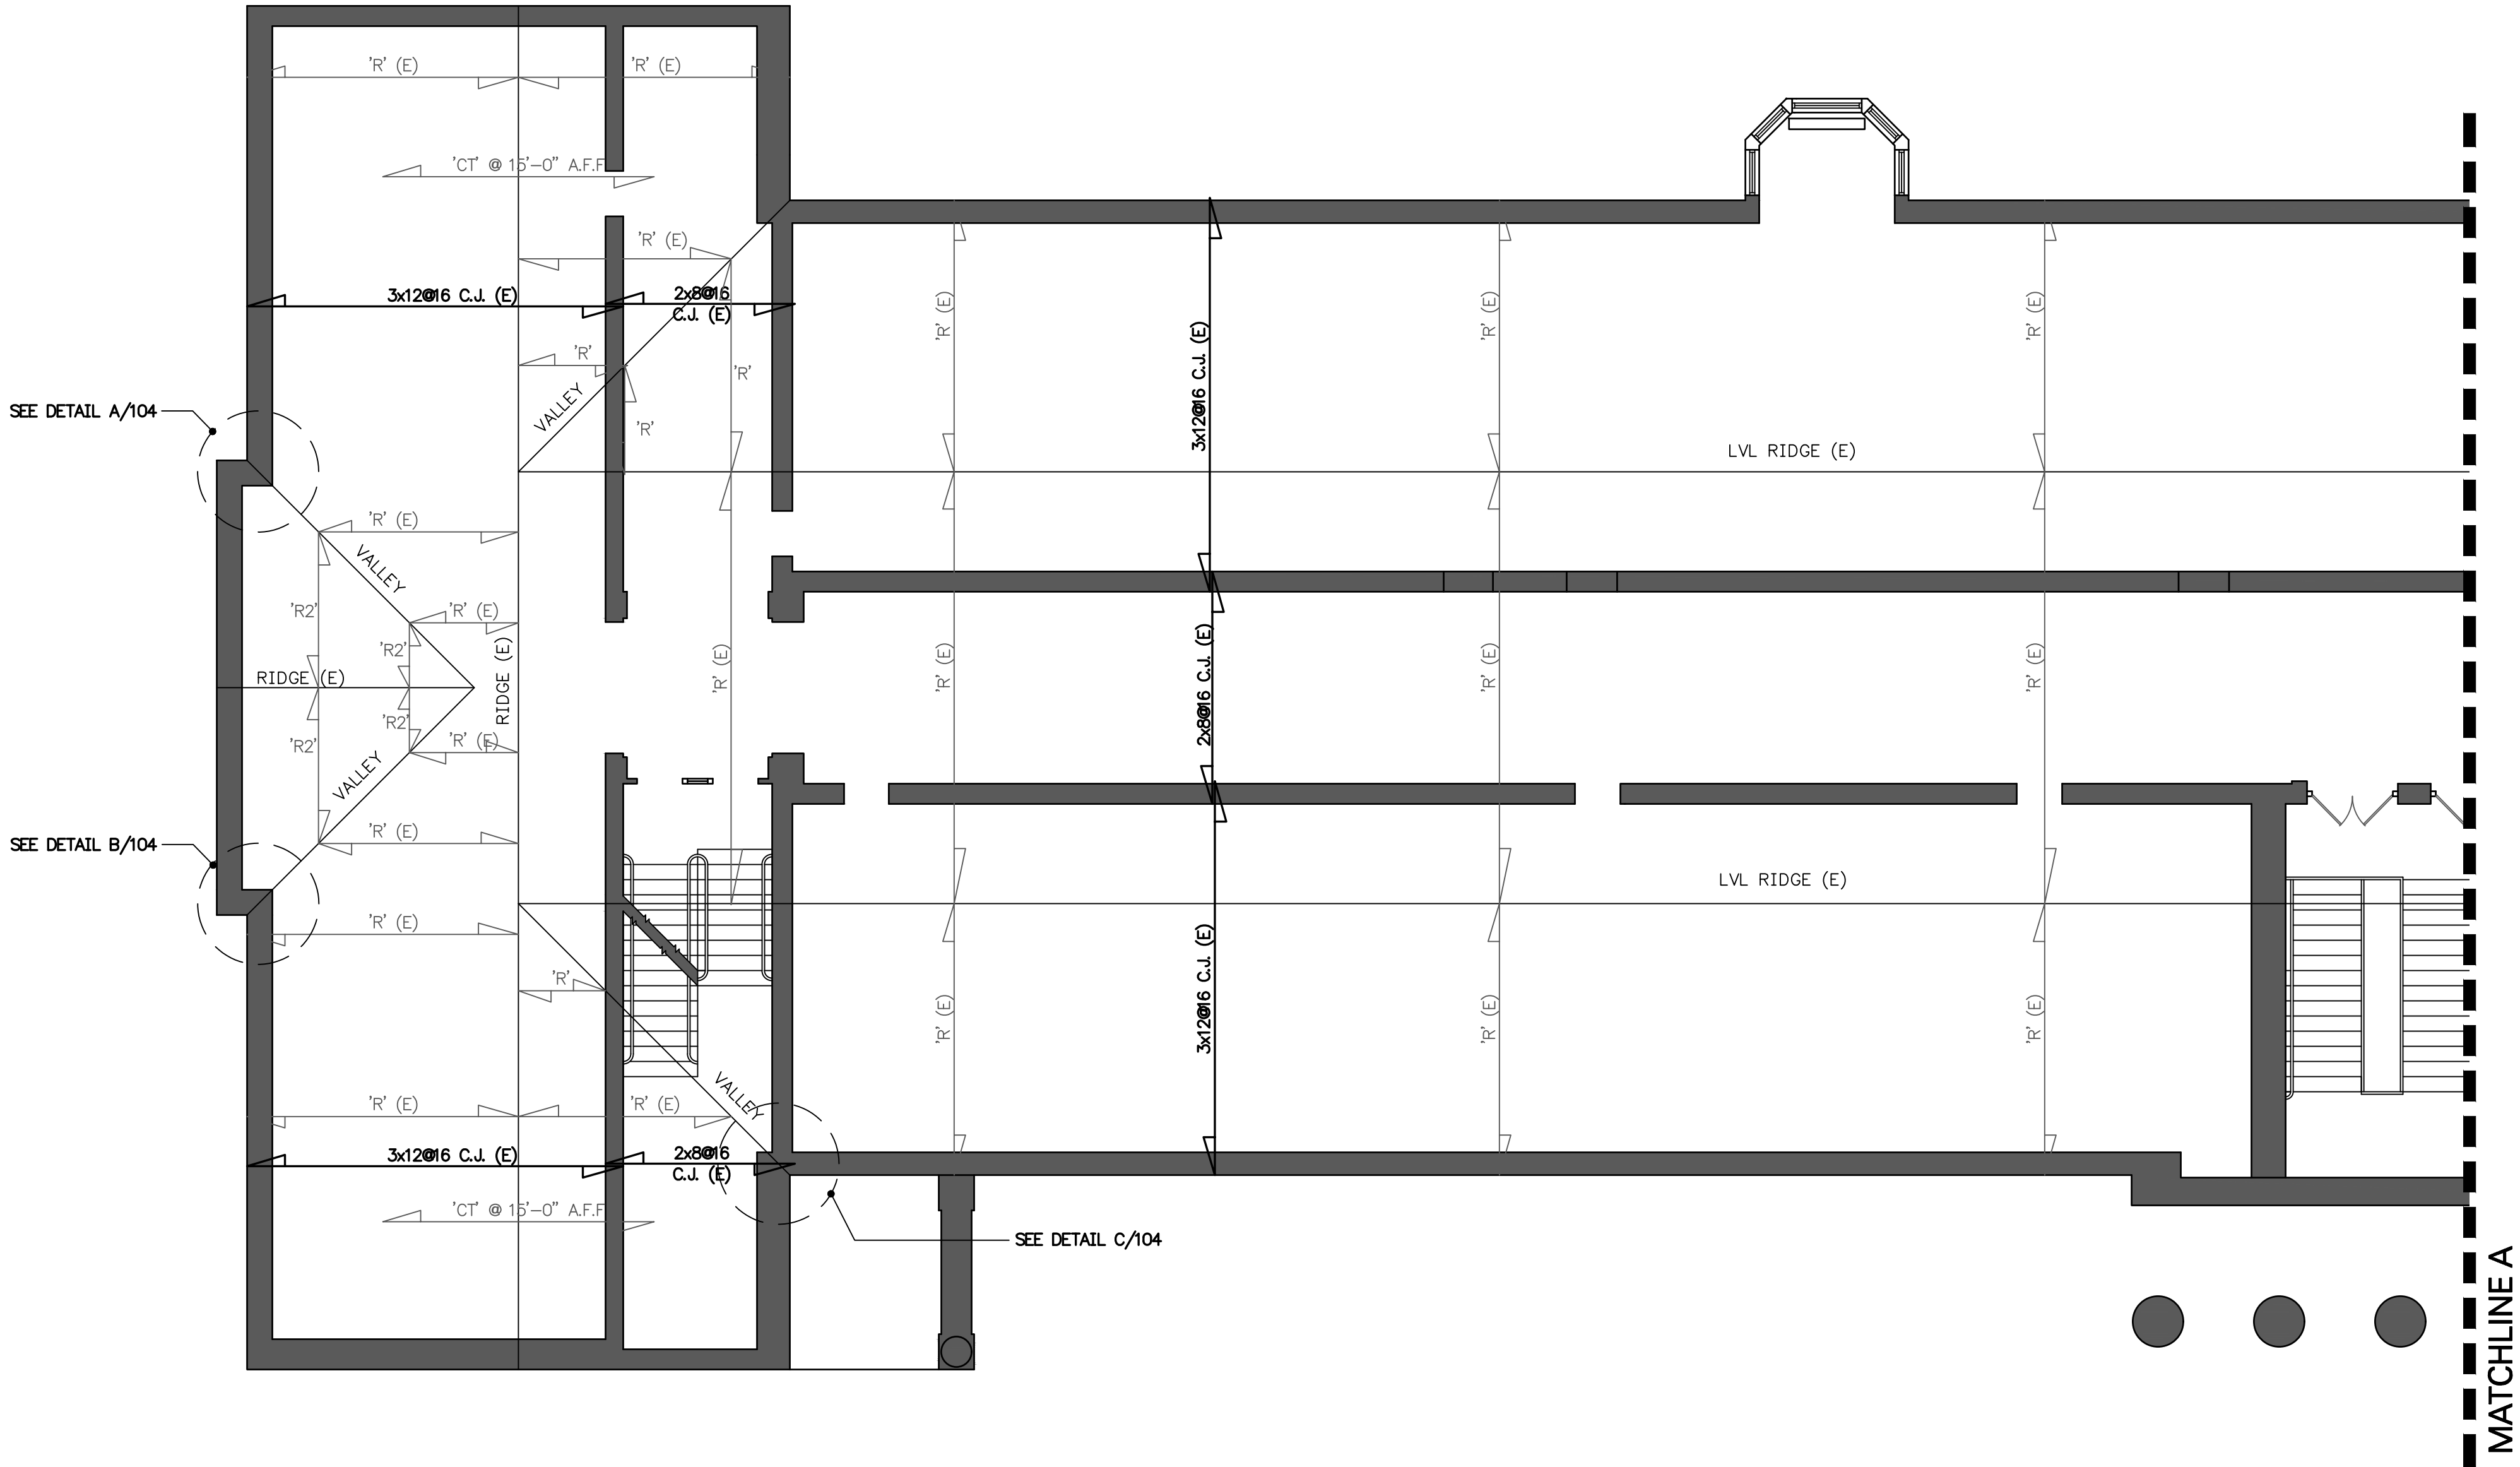 'R' (E)
'R' (E)
'CT' @ 15'-0" A.F.F
'R' (E)
3x12@16 C.J. (E)
2x8@16
C.J. (E)
'R' (E)
'R' (E)
'R' (E)
3x12@16 C.J. (E)
'R'
'R'
'R'
VALLEY
SEE DETAIL A/104
LVL RIDGE (E)
'R' (E)
VALLEY
'R2'
'R' (E)
'R2'
RIDGE (E)
RIDGE (E)
'R' (E)
'R' (E)
2x8@16 C.J. (E)
'R' (E)
'R' (E)
'R2'
'R2'
'R' (E)
VALLEY
'R' (E)
SEE DETAIL B/104
LVL RIDGE (E)
'R' (E)
'R'
'R' (E)
3x12@16 C.J. (E)
'R' (E)
'R' (E)
'R' (E)
'R' (E)
VALLEY
3x12@16 C.J. (E)
2x8@16
C.J. (E)
'CT' @ 15'-0" A.F.F
SEE DETAIL C/104
MATCHLINE A